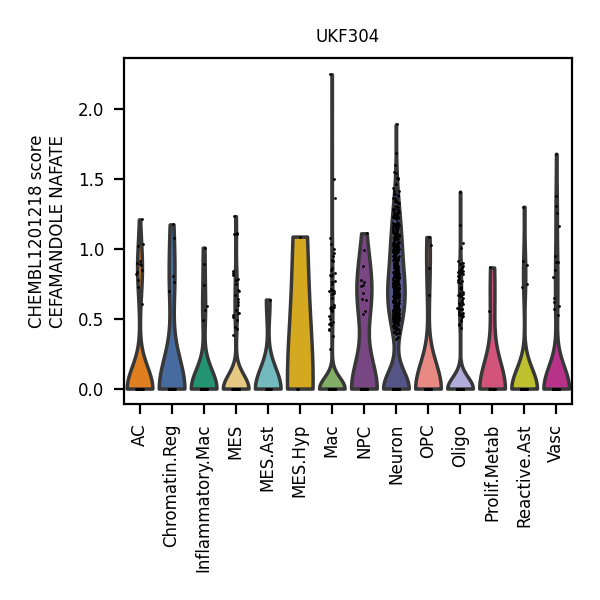 UKF304
CHEMBL1201218 score
CEFAMANDOLE NAFATE
2.0
1.5
1.0
0.5
0.0
AC
Chromatin.Reg
Inflammatory.Mac
MES
MES.Ast
MES.Hyp
Mac
NPC
Neuron
OPC
Oligo
Prolif.Metab
Reactive.Ast
Vasc